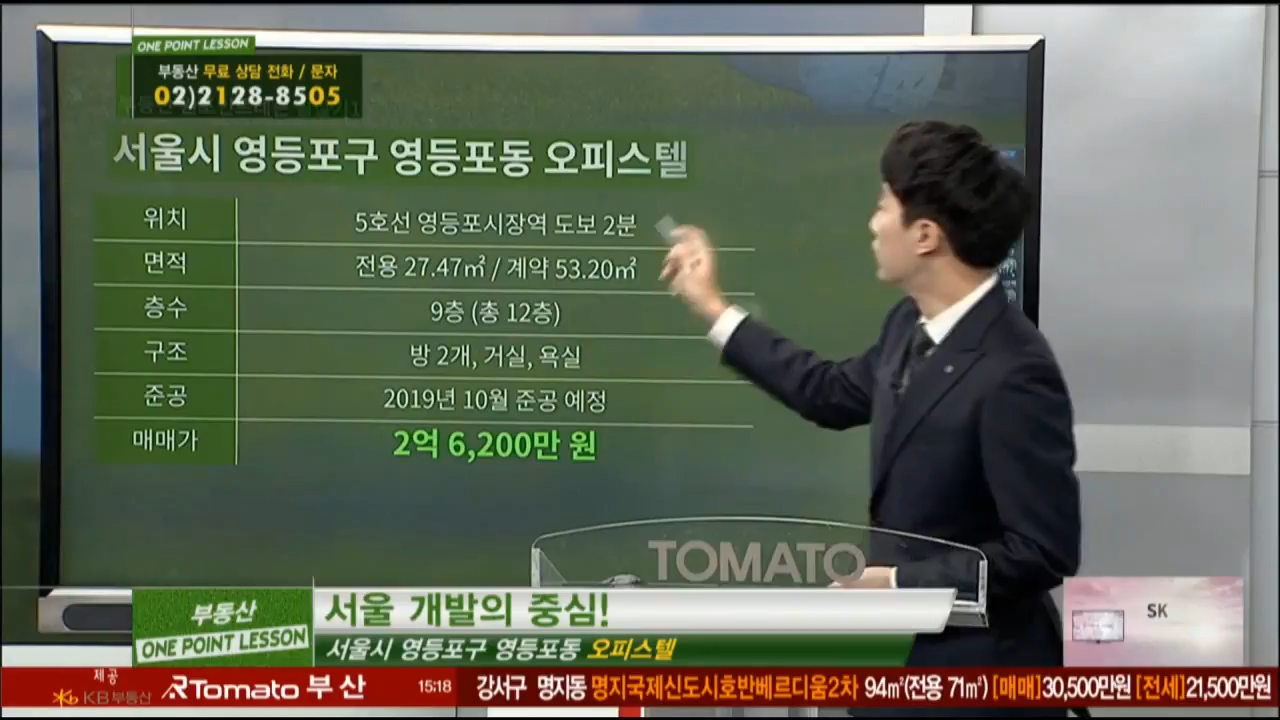 ONE POINT LESSON
부동산 무료 상담 전화 / 문자
02)2128-8505
서울시 영등포구 영등포동 오피스텔
위치 5호선 영등포시장역 도보 2분
면적 전용 27.47㎡ / 계약 53.20㎡
층수 9층 (총 12층)
구조 방 2개, 거실, 욕실
준공 2019년 10월 준공 예정
매매가 2억 6,200만 원
TOMATO
부동산
ONE POINT LESSON
서울 개발의 중심!
서울시 영등포구 영등포동 오피스텔
SK
제공
KB부동산
RTomato 부산
15:18
강서구 명지동 명지국제신도시호반베르디움2차 94㎡(전용 71㎡) [매매]30,500만원 [전세]21,500만원